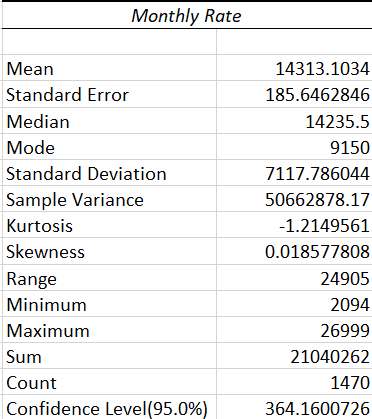 Monthly Rate
Mean 14313.1034
Standard Error 185.6462846
Median 14235.5
Mode 9150
Standard Deviation 7117.786044
Sample Variance 50662878.17
Kurtosis -1.2149561
Skewness 0.018577808
Range 24905
Minimum 2094
Maximum 26999
Sum 21040262
Count 1470
Confidence Level(95.0%) 364.1600726